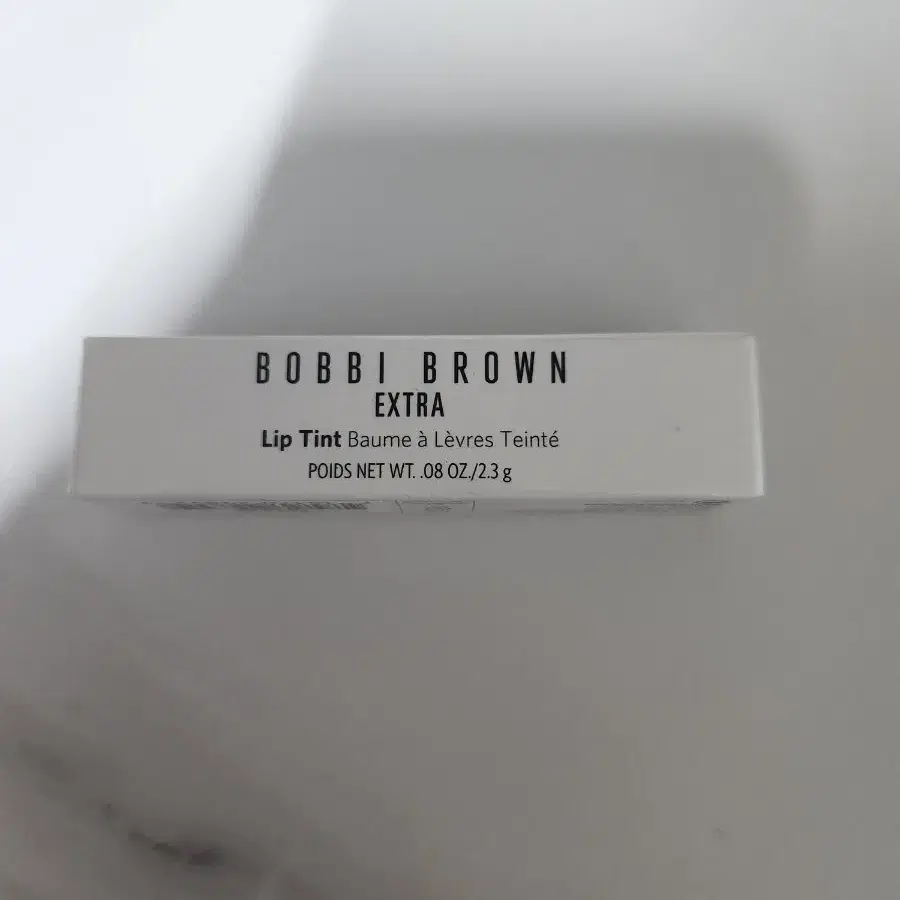 BOBBI BROWN
EXTRA
Lip Tint Baume à Lèvres Teinté
POIDS NET WT. .08 OZ./2.3 g